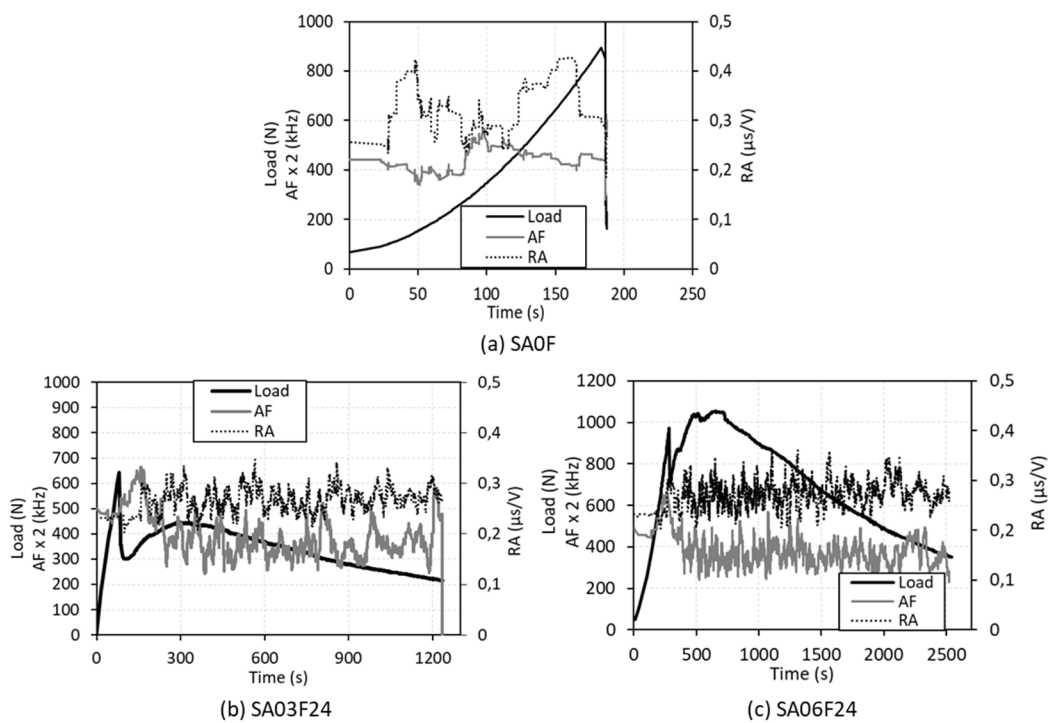 1000
800
600
400
200
0
Load (N)
AF x 2 (kHz)
0,5
0,4
0,3
0,2
0,1
0
RA (µs/V)
Load
AF
RA
0
50
100
150
200
250
Time (s)
(a) SA0F
1000
900
800
700
600
500
400
300
200
100
0
Load (N)
AF x 2 (kHz)
0,5
0,4
0,3
0,2
0,1
0
RA (µs/V)
Load
AF
RA
0
300
600
900
1200
Time (s)
(b) SA03F24
1200
1000
800
600
400
200
0
Load (N)
AF x 2 (kHz)
0,5
0,4
0,3
0,2
0,1
0
RA (µs/V)
Load
AF
RA
0
500
1000
1500
2000
2500
Time (s)
(c) SA06F24